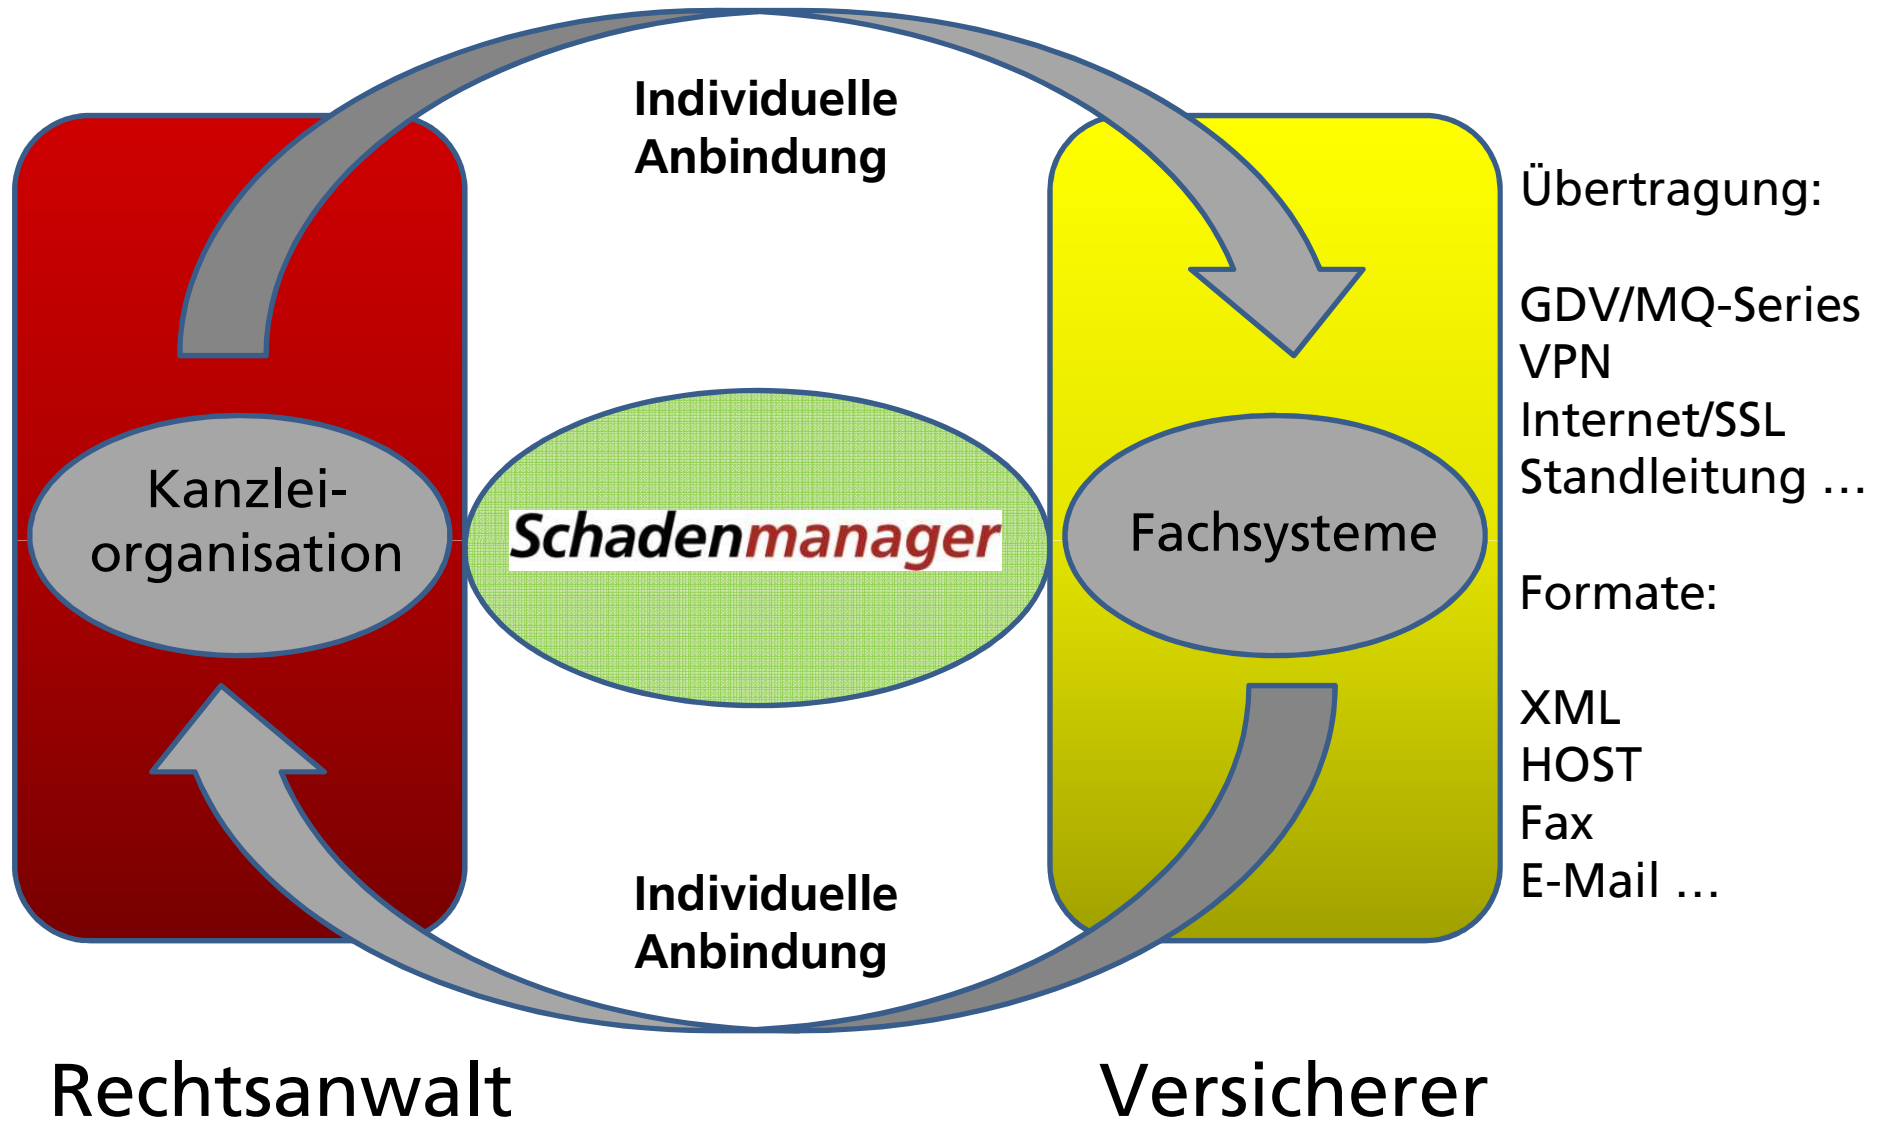 Individuelle
Anbindung
Kanzlei-
organisation
Schadenmanager
Fachsysteme
Individuelle
Anbindung
Übertragung:
GDV/MQ-Series
VPN
Internet/SSL
Standleitung …
Formate:
XML
HOST
Fax
E-Mail …
Rechtsanwalt
Versicherer